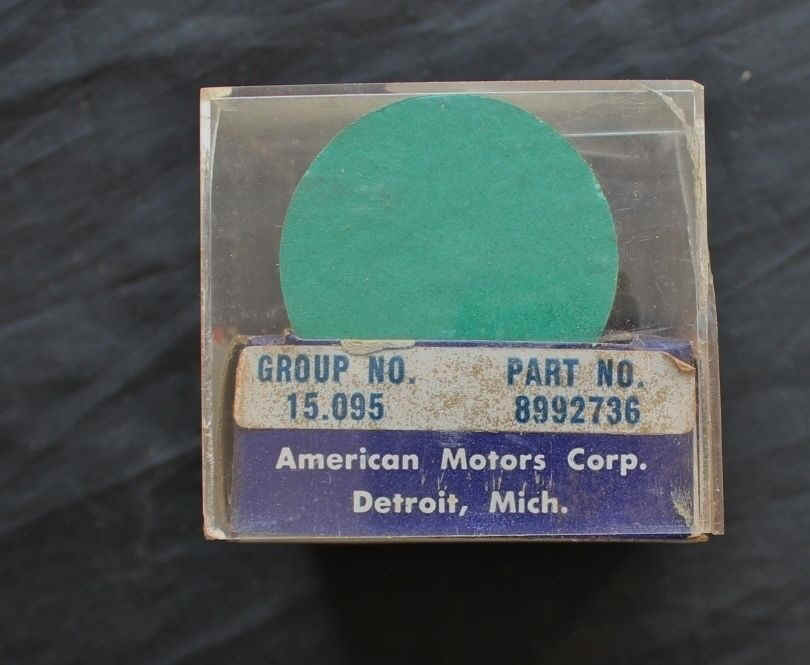 GROUP NO. PART NO.
15.095 8992736
American Motors Corp.
Detroit, Mich.